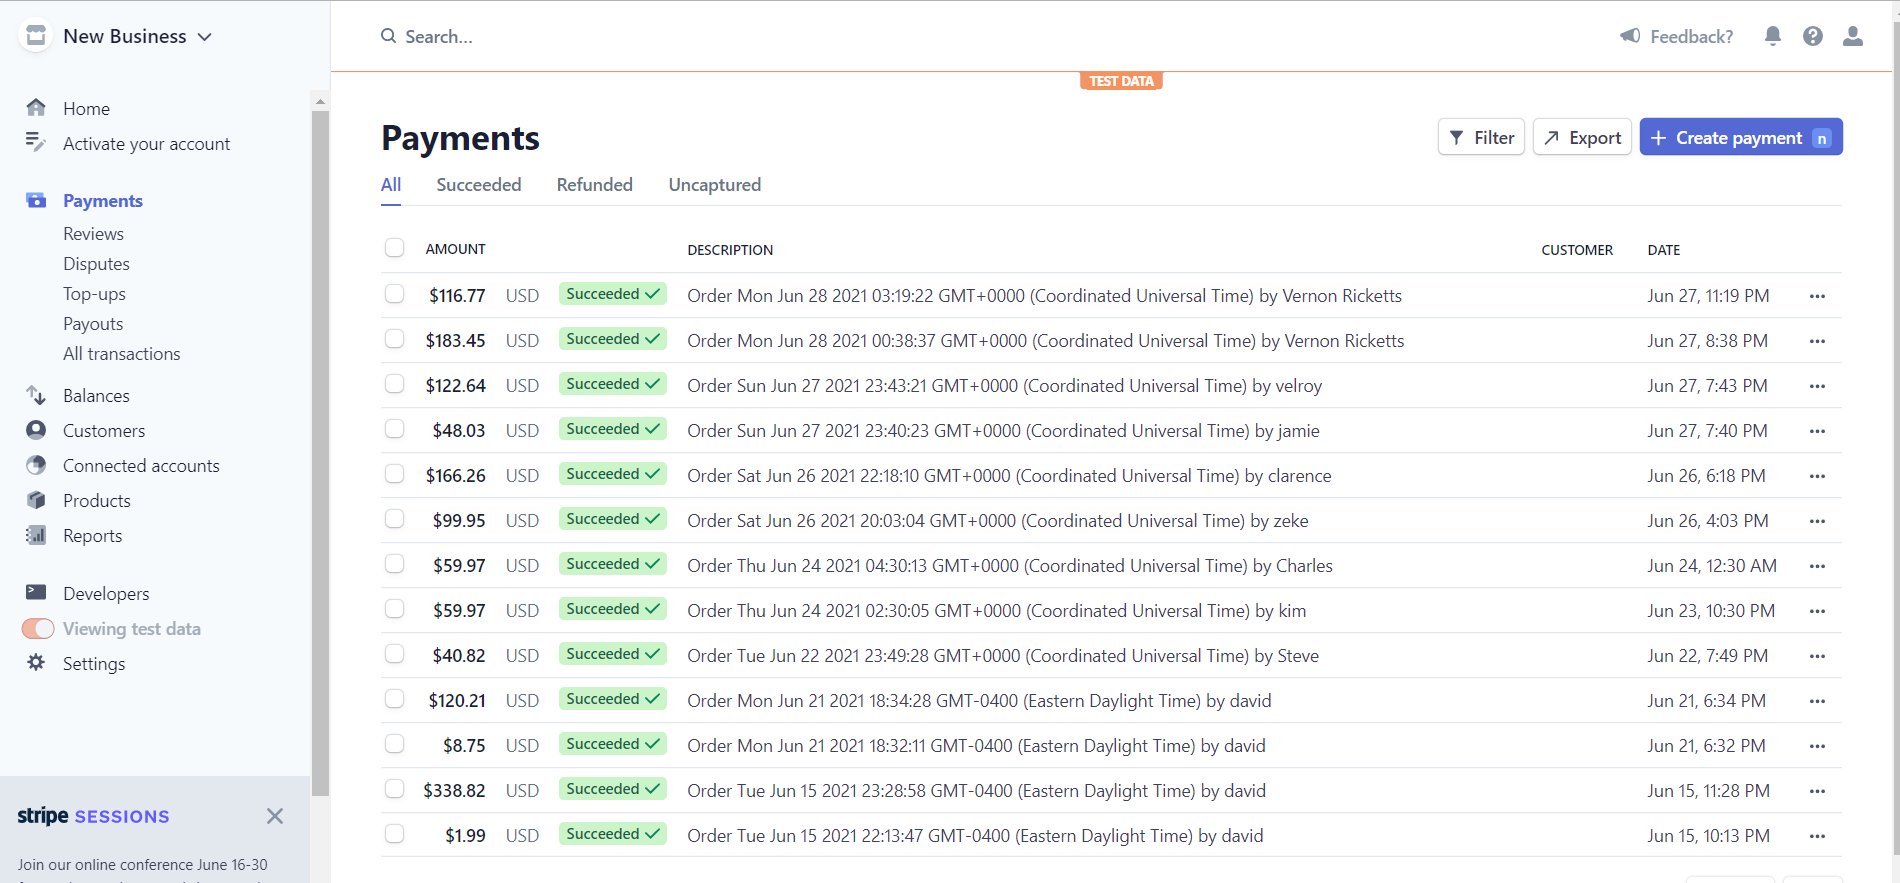 New Business
Search...
Feedback?
TEST DATA
Home
Activate your account
Payments
Reviews
Disputes
Top-ups
Payouts
All transactions
Balances
Customers
Connected accounts
Products
Reports
Developers
Viewing test data
Settings
stripe SESSIONS
Join our online conference June 16-30
Payments
Filter
Export
+ Create payment n
All Succeeded Refunded Uncaptured
AMOUNT DESCRIPTION CUSTOMER DATE
$116.77 USD Succeeded ✓ Order Mon Jun 28 2021 03:19:22 GMT+0000 (Coordinated Universal Time) by Vernon Ricketts Jun 27, 11:19 PM ...
$183.45 USD Succeeded ✓ Order Mon Jun 28 2021 00:38:37 GMT+0000 (Coordinated Universal Time) by Vernon Ricketts Jun 27, 8:38 PM ...
$122.64 USD Succeeded ✓ Order Sun Jun 27 2021 23:43:21 GMT+0000 (Coordinated Universal Time) by velroy Jun 27, 7:43 PM ...
$48.03 USD Succeeded ✓ Order Sun Jun 27 2021 23:40:23 GMT+0000 (Coordinated Universal Time) by jamie Jun 27, 7:40 PM ...
$166.26 USD Succeeded ✓ Order Sat Jun 26 2021 22:18:10 GMT+0000 (Coordinated Universal Time) by clarence Jun 26, 6:18 PM ...
$99.95 USD Succeeded ✓ Order Sat Jun 26 2021 20:03:04 GMT+0000 (Coordinated Universal Time) by zeke Jun 26, 4:03 PM ...
$59.97 USD Succeeded ✓ Order Thu Jun 24 2021 04:30:13 GMT+0000 (Coordinated Universal Time) by Charles Jun 24, 12:30 AM ...
$59.97 USD Succeeded ✓ Order Thu Jun 24 2021 02:30:05 GMT+0000 (Coordinated Universal Time) by kim Jun 23, 10:30 PM ...
$40.82 USD Succeeded ✓ Order Tue Jun 22 2021 23:49:28 GMT+0000 (Coordinated Universal Time) by Steve Jun 22, 7:49 PM ...
$120.21 USD Succeeded ✓ Order Mon Jun 21 2021 18:34:28 GMT-0400 (Eastern Daylight Time) by david Jun 21, 6:34 PM ...
$8.75 USD Succeeded ✓ Order Mon Jun 21 2021 18:32:11 GMT-0400 (Eastern Daylight Time) by david Jun 21, 6:32 PM ...
$338.82 USD Succeeded ✓ Order Tue Jun 15 2021 23:28:58 GMT-0400 (Eastern Daylight Time) by david Jun 15, 11:28 PM ...
$1.99 USD Succeeded ✓ Order Tue Jun 15 2021 22:13:47 GMT-0400 (Eastern Daylight Time) by david Jun 15, 10:13 PM ...